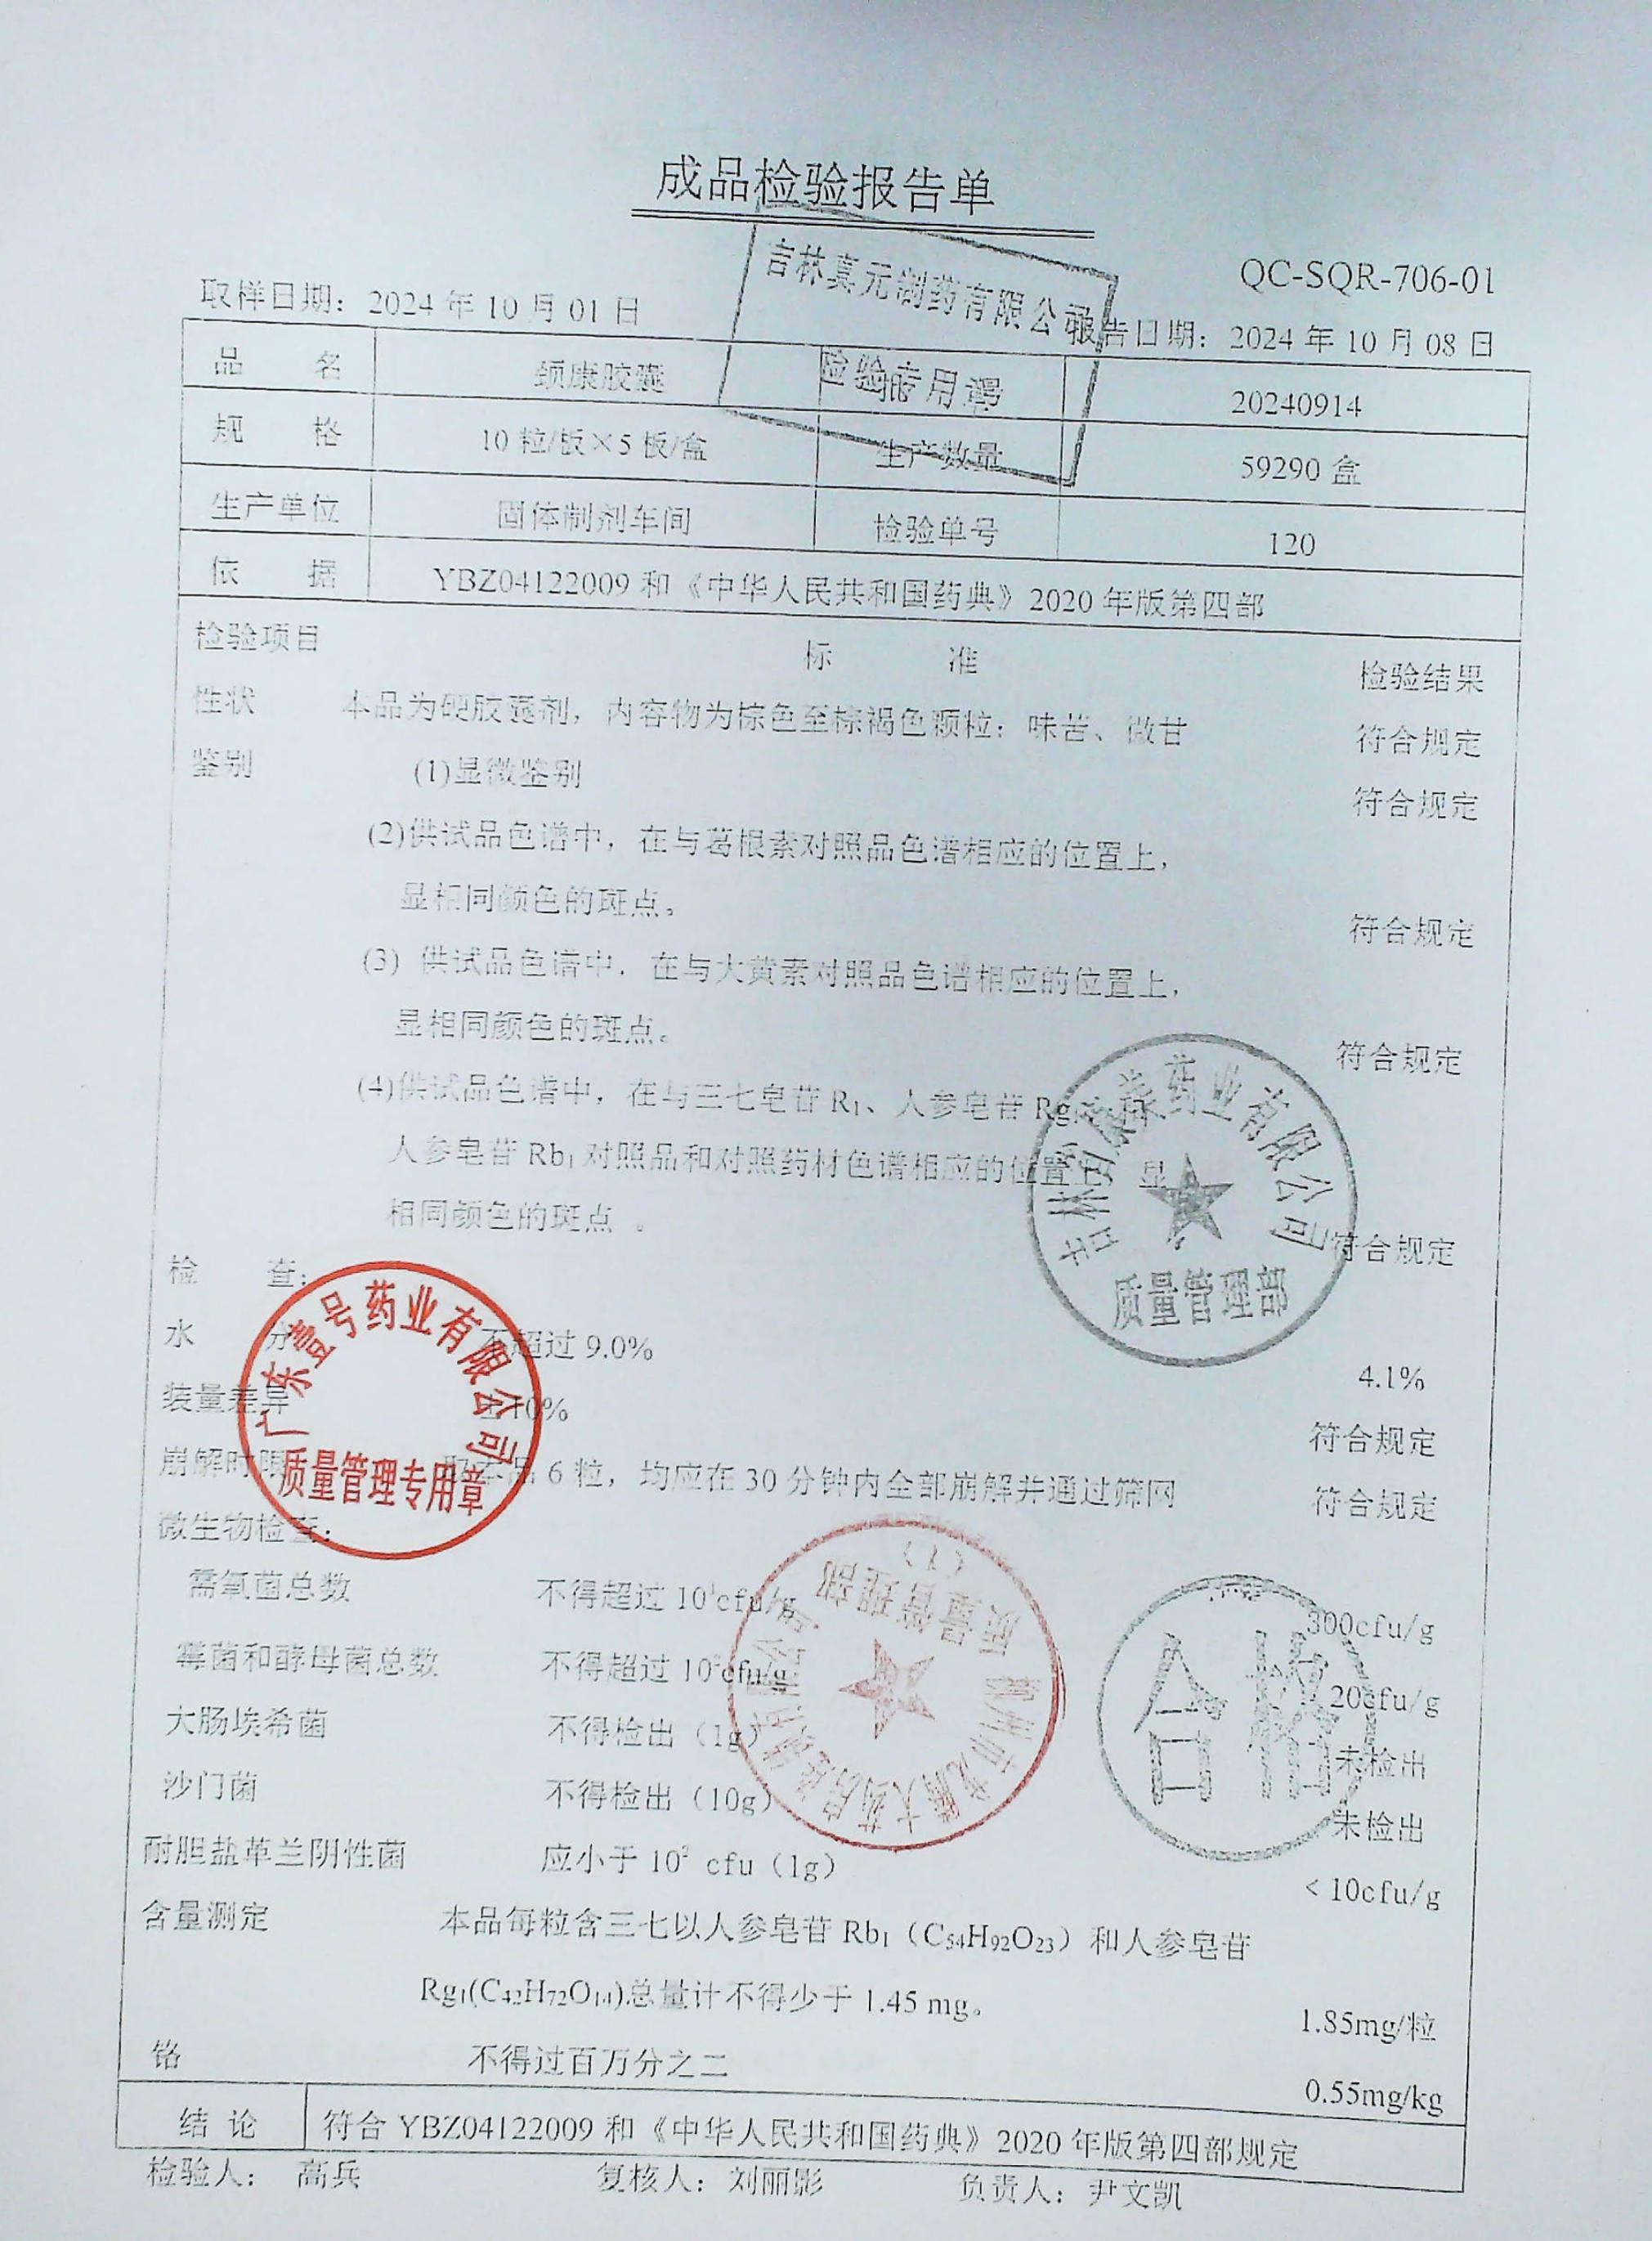 成品检验报告单
吉林真元制药有限公司
检验专用章
QC-SQR-706-01
取样日期：2024 年 10 月 01 日
报告日期：2024 年 10 月 08 日
品 名 颈康胶囊 20240914
规 格 10 粒/板×5 板/盒 生产数量 59290 盒
生产单位 固体制剂车间 检验单号 120
依 据 YBZ04122009 和《中华人民共和国药典》2020 年版第四部
检验项目 标 准 检验结果
性状 本品为硬胶囊剂，内容物为棕色至棕褐色颗粒；味苦、微甘 符合规定
鉴别 (1)显微鉴别 符合规定
(2)供试品色谱中，在与葛根素对照品色谱相应的位置上，
显相同颜色的斑点。 符合规定
(3) 供试品色谱中，在与大黄素对照品色谱相应的位置上，
显相同颜色的斑点。 符合规定
(4)供试品色谱中，在与三七皂苷 R₁、人参皂苷 Rg
人参皂苷 Rb₁ 对照品和对照药材色谱相应的位置上，显
相同颜色的斑点 。 符合规定
药业有限公司
质量管理部
检 查：
水 分 不超过 9.0% 4.1%
装量差异 ±10% 符合规定
崩解时限 取本品 6 粒，均应在 30 分钟内全部崩解并通过筛网 符合规定
广东壹号药业有限公司
质量管理专用章
微生物检查：
需氧菌总数 不得超过 10³cfu/g 300cfu/g
霉菌和酵母菌总数 不得超过 10²cfu/g 20cfu/g
大肠埃希菌 不得检出（1g） 未检出
沙门菌 不得检出（10g） 未检出
质量管理部
合格
耐胆盐革兰阴性菌 应小于 10² cfu（1g） < 10cfu/g
含量测定 本品每粒含三七以人参皂苷 Rb₁（C₅₄H₉₂O₂₃）和人参皂苷
Rg₁(C₄₂H₇₂O₁₄)总量计不得少于 1.45 mg。 1.85mg/粒
铬 不得过百万分之二 0.55mg/kg
结 论 符合 YBZ04122009 和《中华人民共和国药典》2020 年版第四部规定
检验人： 高兵 复核人：刘丽影 负责人：尹文凯